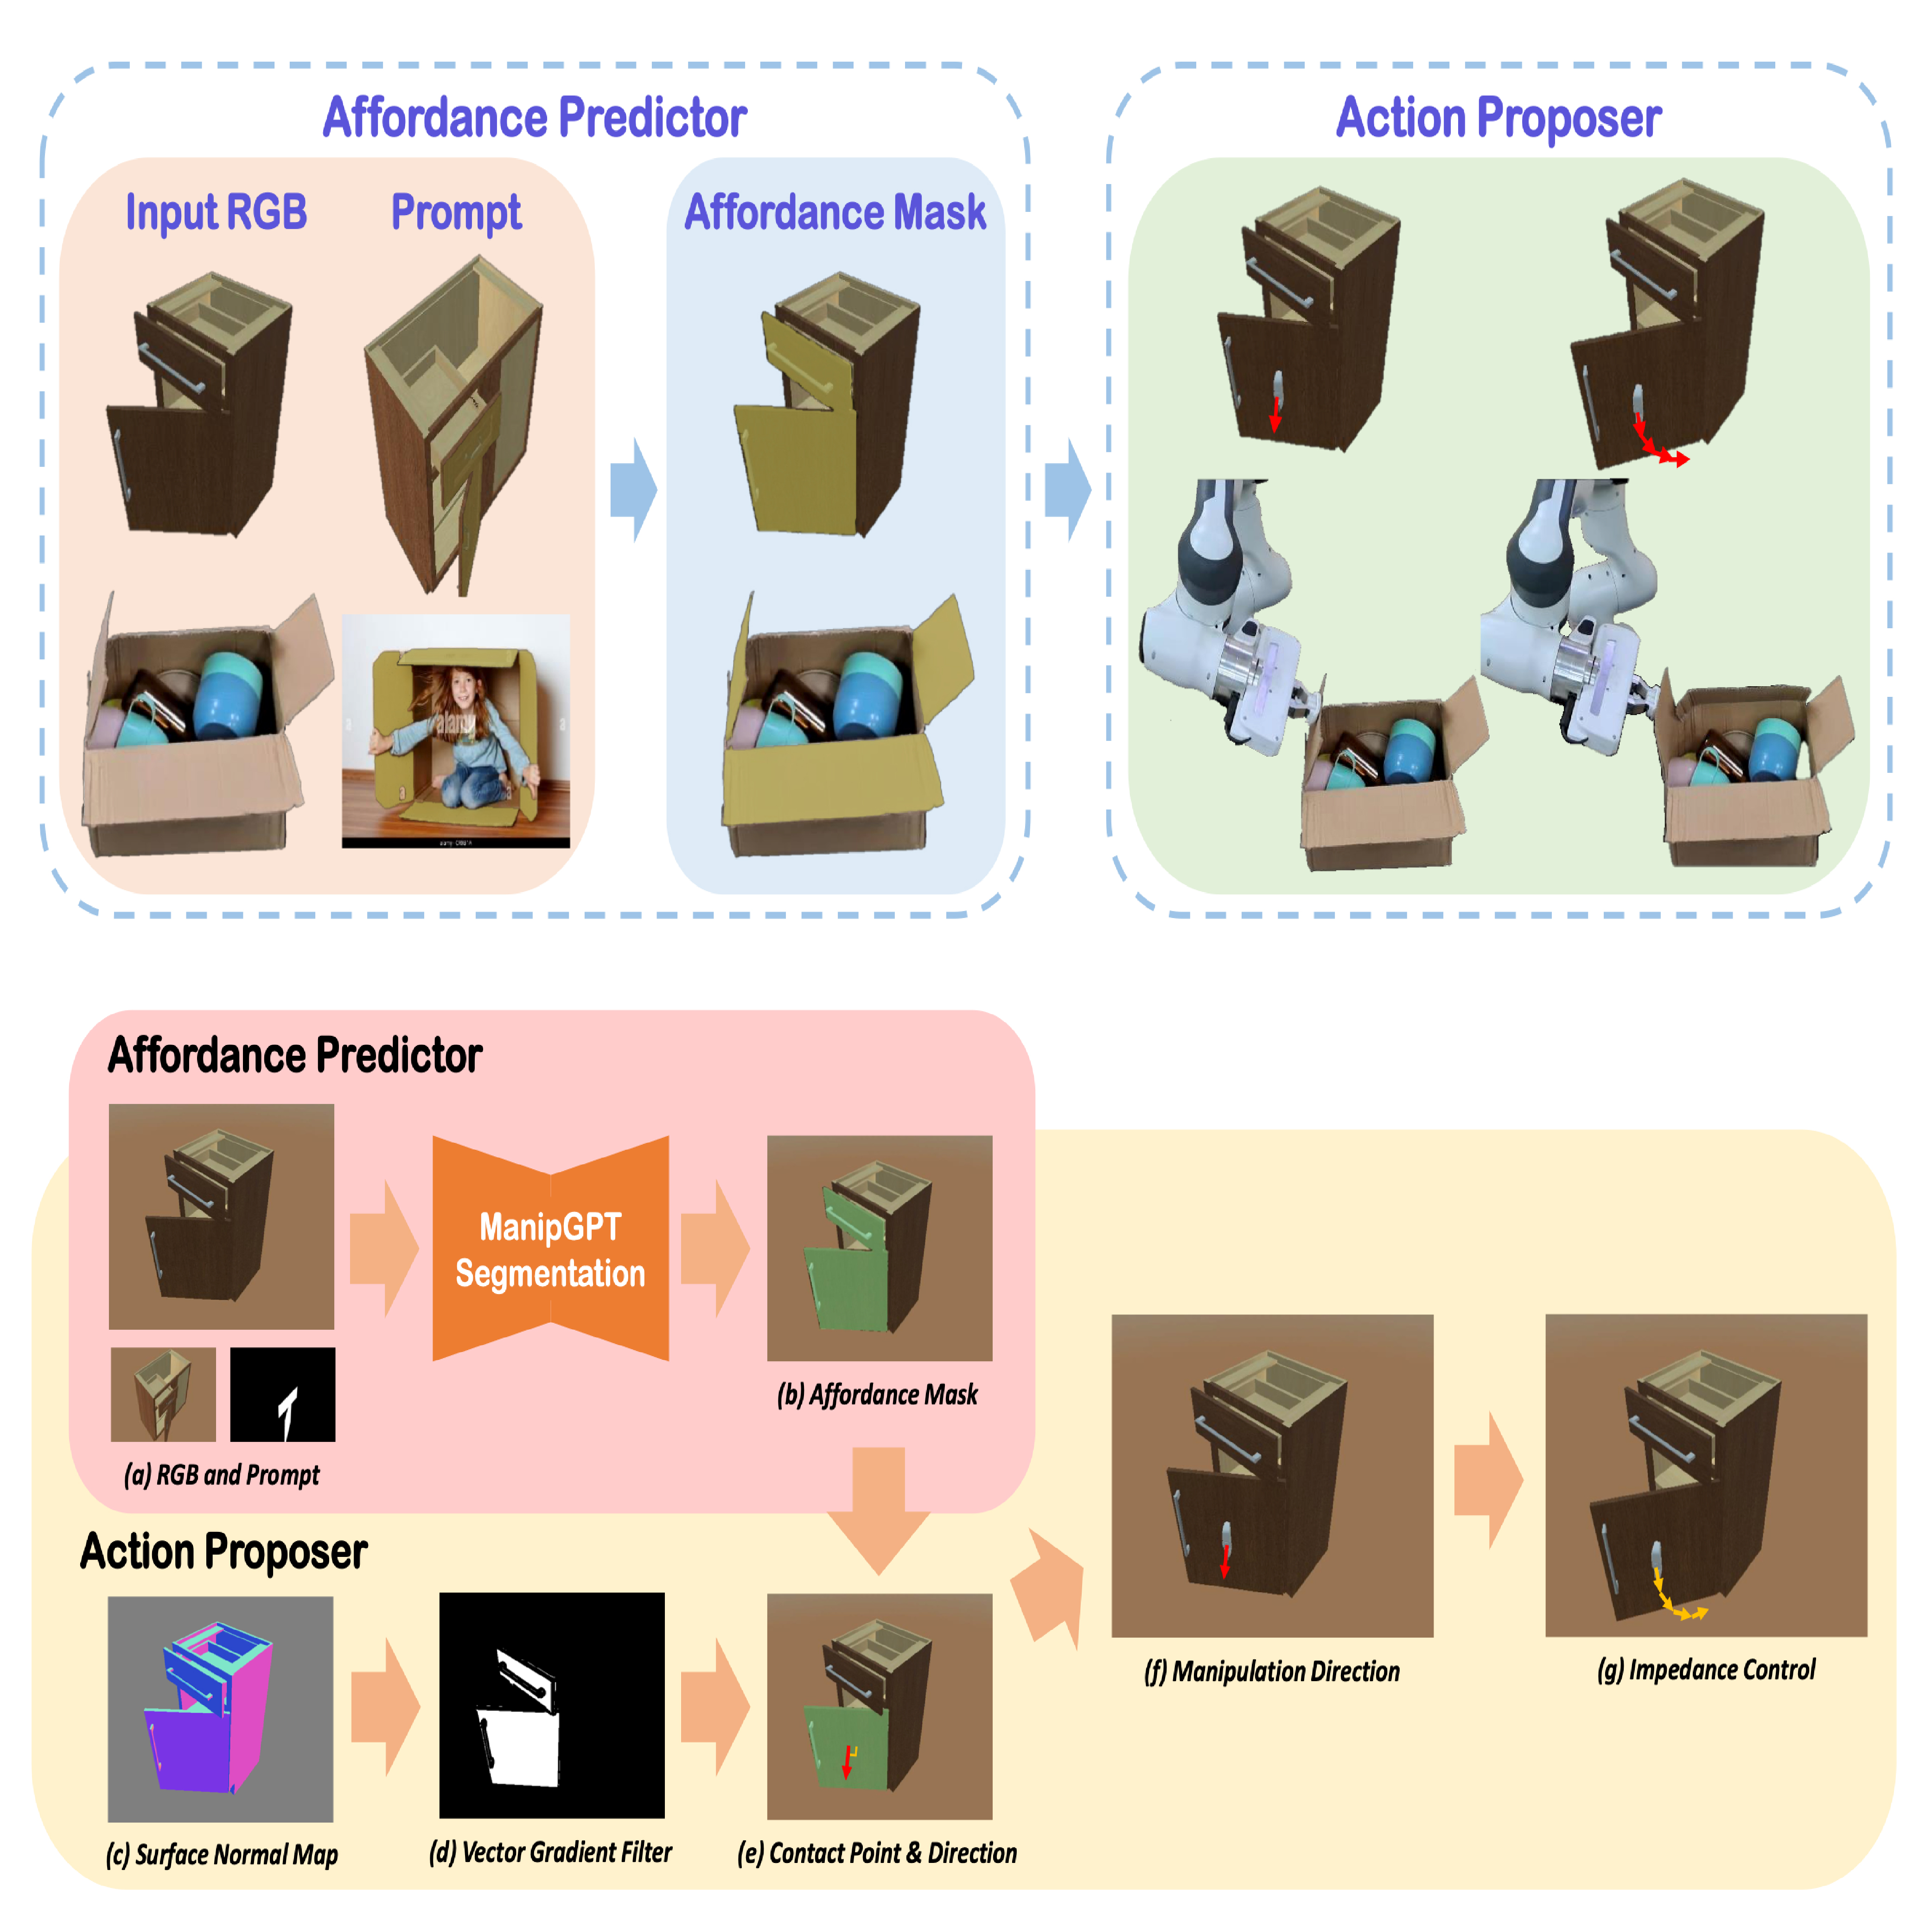 Affordance Predictor
Action Proposer
Input RGB
Prompt
Affordance Mask
alamy
a
a
a
a
Affordance Predictor
ManipGPT
Segmentation
(b) Affordance Mask
(a) RGB and Prompt
Action Proposer
(f) Manipulation Direction
(g) Impedance Control
(c) Surface Normal Map
(d) Vector Gradient Filter
(e) Contact Point & Direction